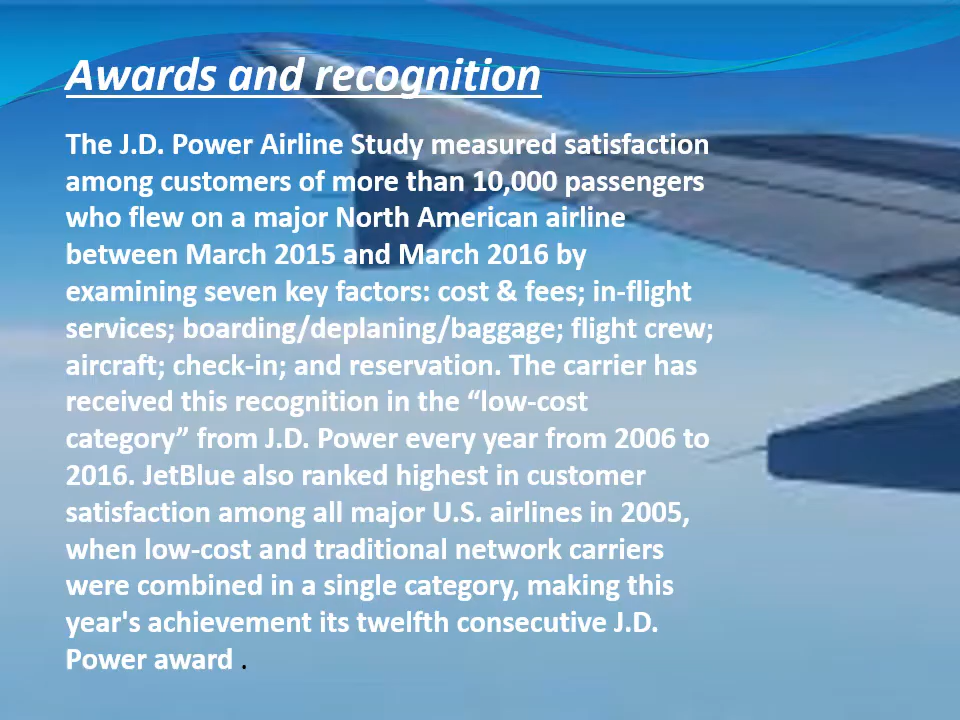 Awards and recognition
The J.D. Power Airline Study measured satisfaction
among customers of more than 10,000 passengers
who flew on a major North American airline
between March 2015 and March 2016 by
examining seven key factors: cost & fees; in-flight
services; boarding/deplaning/baggage; flight crew;
aircraft; check-in; and reservation. The carrier has
received this recognition in the “low-cost
category” from J.D. Power every year from 2006 to
2016. JetBlue also ranked highest in customer
satisfaction among all major U.S. airlines in 2005,
when low-cost and traditional network carriers
were combined in a single category, making this
year's achievement its twelfth consecutive J.D.
Power award .